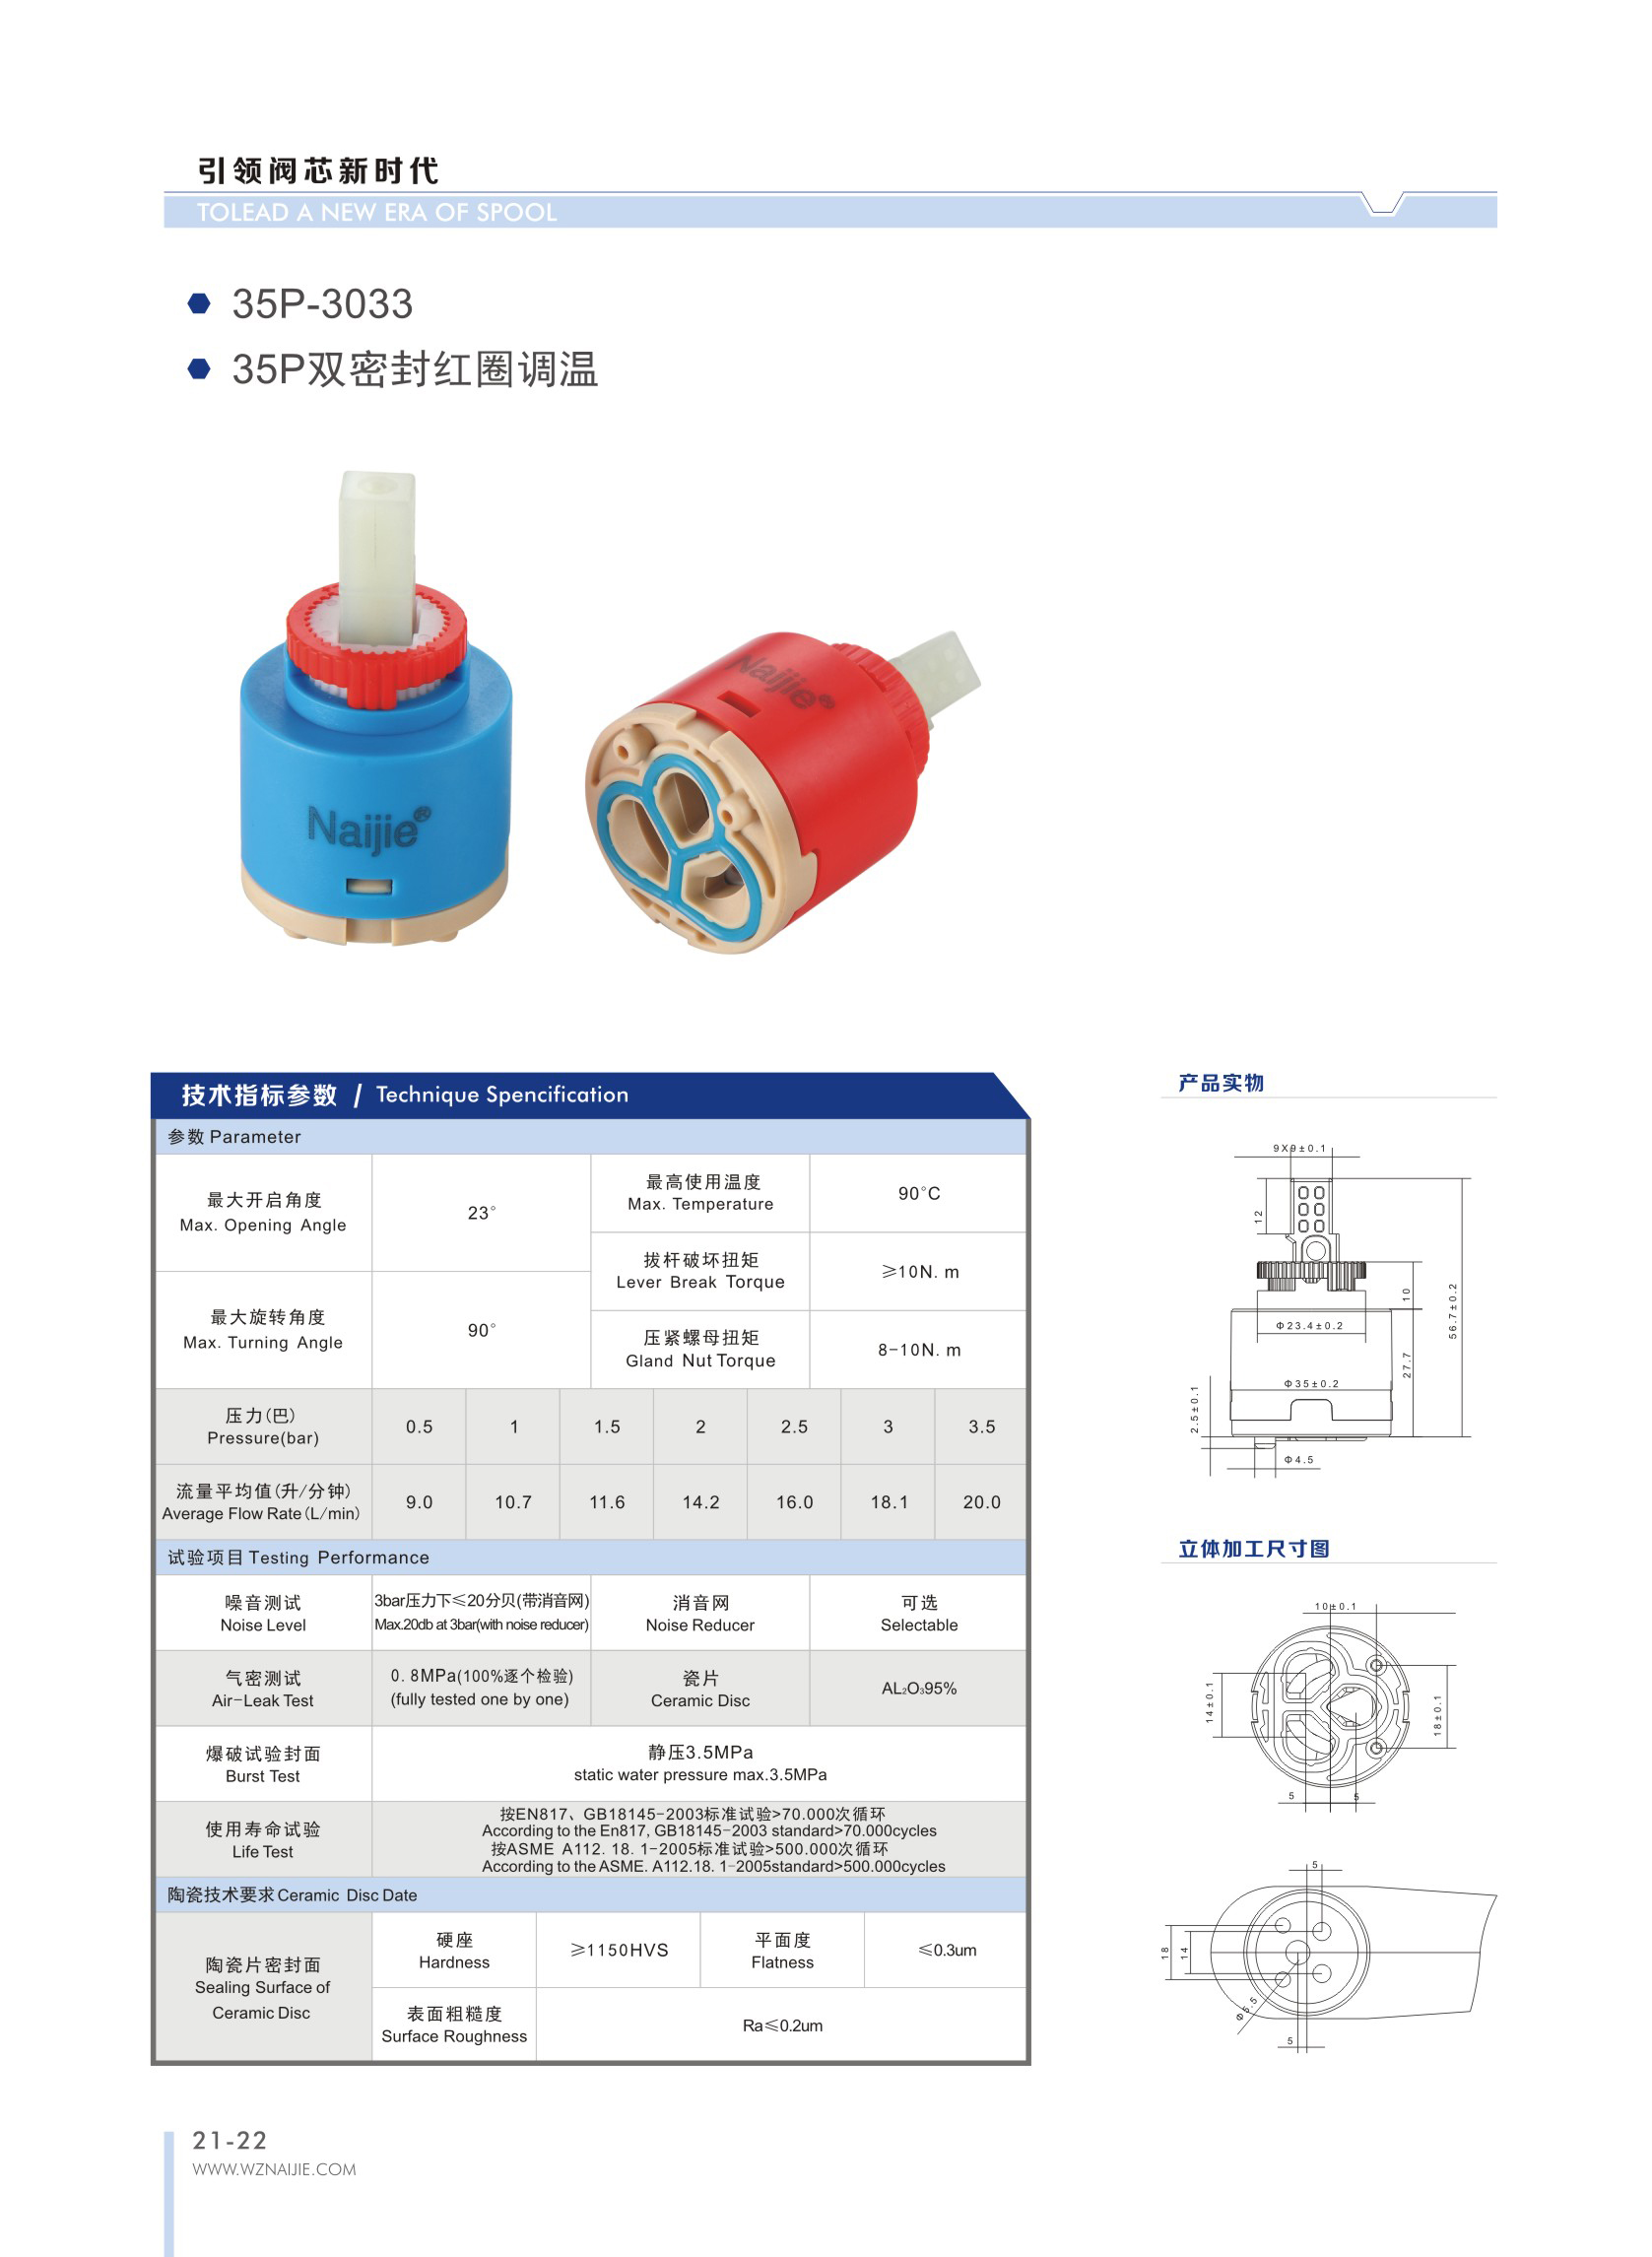 引领阀芯新时代
TOLEAD A NEW ERA OF SPOOL
35P-3033
35P双密封红圈调温
Naijie®
Naijie®
技术指标参数 / Technique Spencification
参数 Parameter
最大开启角度
Max. Opening Angle
23°
最高使用温度
Max. Temperature
90°C
拔杆破坏扭矩
Lever Break Torque
≥10N. m
最大旋转角度
Max. Turning Angle
90°
压紧螺母扭矩
Gland Nut Torque
8-10N. m
压力(巴)
Pressure(bar)
0.5 1 1.5 2 2.5 3 3.5
流量平均值(升/分钟)
Average Flow Rate(L/min)
9.0 10.7 11.6 14.2 16.0 18.1 20.0
试验项目 Testing Performance
噪音测试
Noise Level
3bar压力下≤20分贝(带消音网)
Max.20db at 3bar(with noise reducer)
消音网
Noise Reducer
可选
Selectable
气密测试
Air-Leak Test
0. 8MPa(100%逐个检验)
(fully tested one by one)
瓷片
Ceramic Disc
AL₂O₃95%
爆破试验封面
Burst Test
静压3.5MPa
static water pressure max.3.5MPa
使用寿命试验
Life Test
按EN817、GB18145-2003标准试验>70.000次循环
According to the En817, GB18145-2003 standard>70.000cycles
按ASME A112. 18. 1-2005标准试验>500.000次循环
According to the ASME. A112.18. 1-2005standard>500.000cycles
陶瓷技术要求 Ceramic Disc Date
陶瓷片密封面
Sealing Surface of
Ceramic Disc
硬座
Hardness
≥1150HVS
平面度
Flatness
≤0.3um
表面粗糙度
Surface Roughness
Ra≤0.2um
产品实物
9X9±0.1
12
10
56.7±0.2
Φ23.4±0.2
27.7
Φ35±0.2
2.5±0.1
Φ4.5
立体加工尺寸图
10±0.1
14±0.1
18±0.1
5
5
5
18
14
Φ5.5
5
21-22
WWW.WZNAIJIE.COM